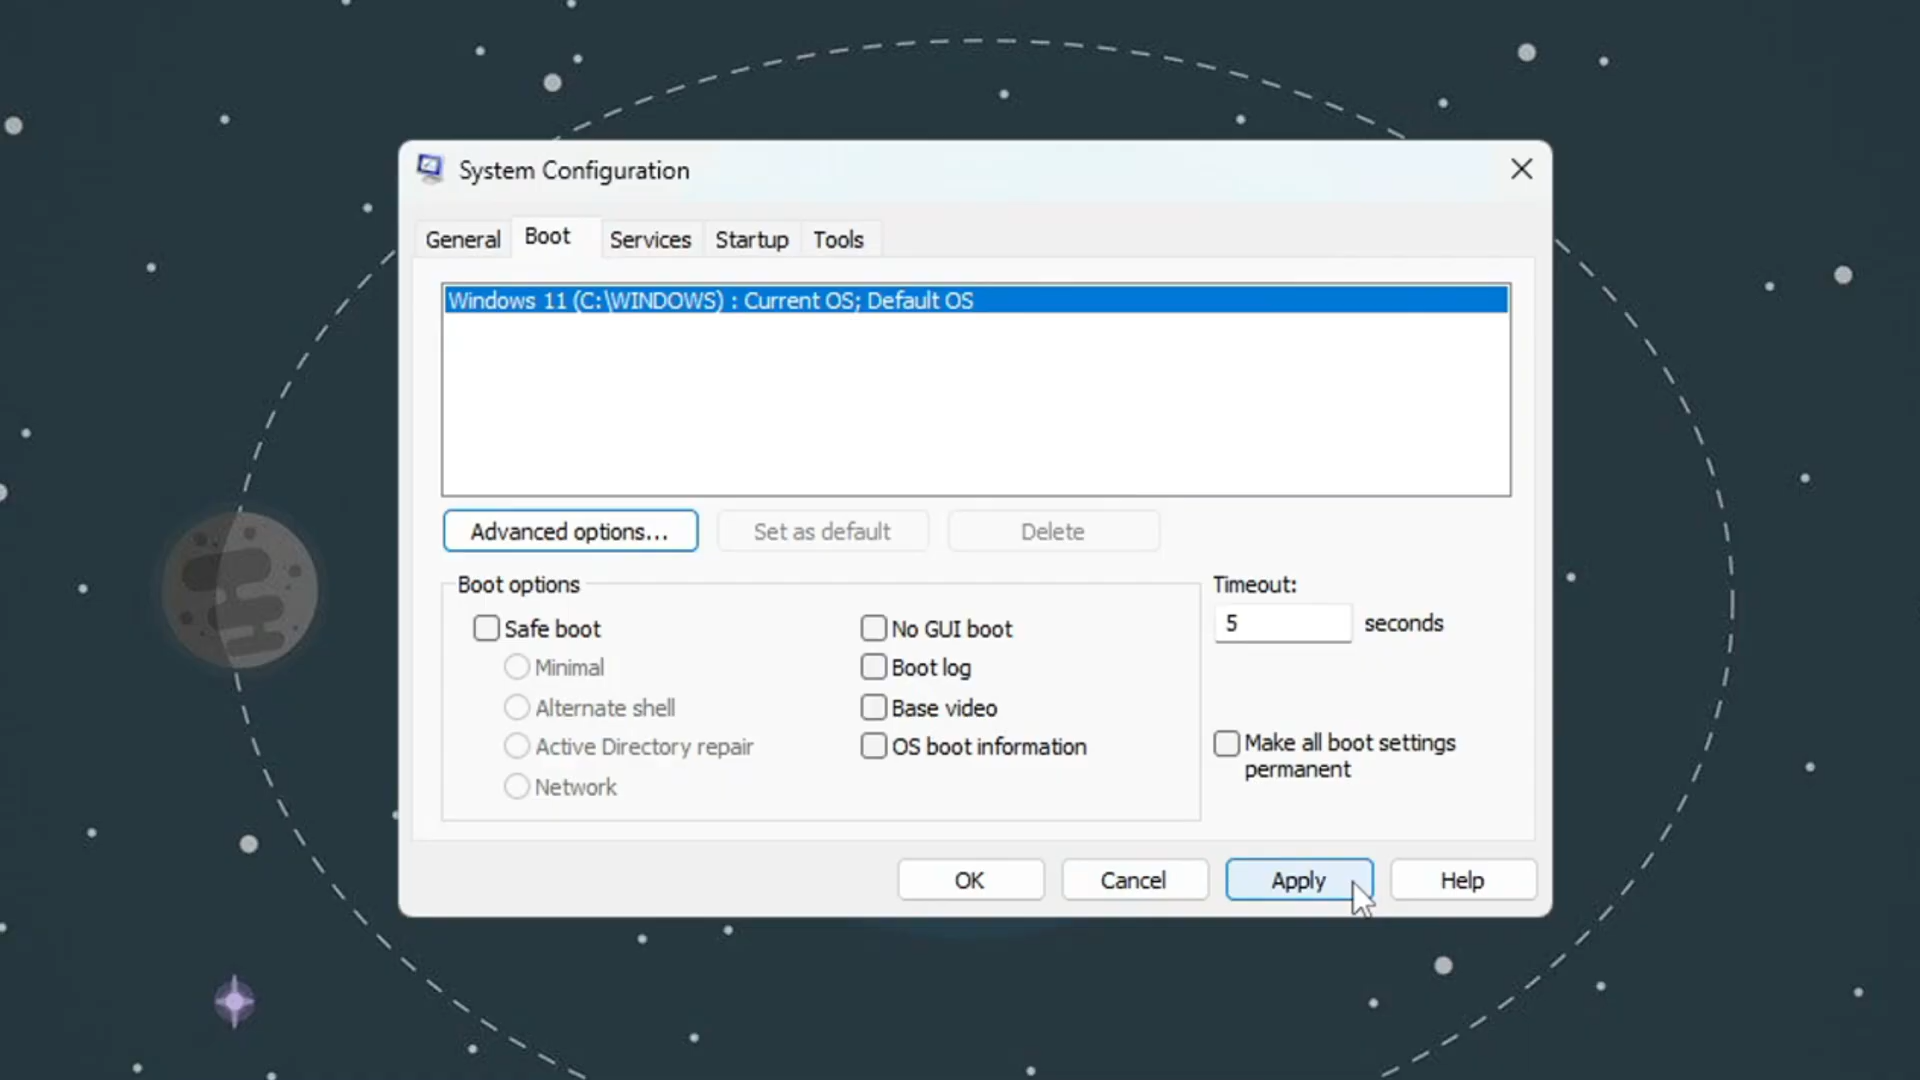 System Configuration
General Boot Services Startup Tools
Windows 11 (C:\WINDOWS) : Current OS; Default OS
Advanced options... Set as default Delete
Boot options Timeout:
Safe boot No GUI boot 5 seconds
Minimal Boot log
Alternate shell Base video
Active Directory repair OS boot information Make all boot settings
permanent
Network
OK Cancel Apply Help